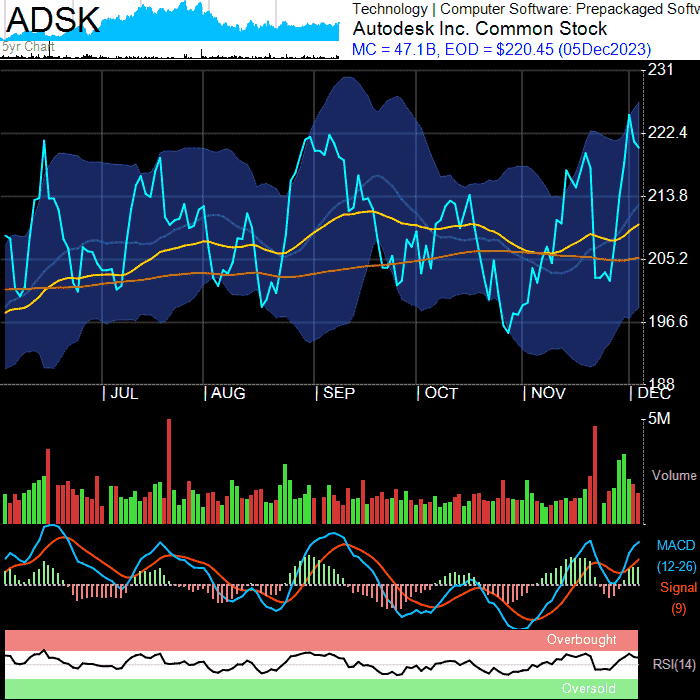 ADSK
5yr Chart
Technology | Computer Software: Prepackaged Softw
Autodesk Inc. Common Stock
MC = 47.1B, EOD = $220.45 (05Dec2023)
231
222.4
213.8
205.2
196.6
188
| JUL | AUG | SEP | OCT | NOV | DEC
5M
Volume
MACD
(12-26)
Signal
(9)
Overbought
RSI(14)
Oversold